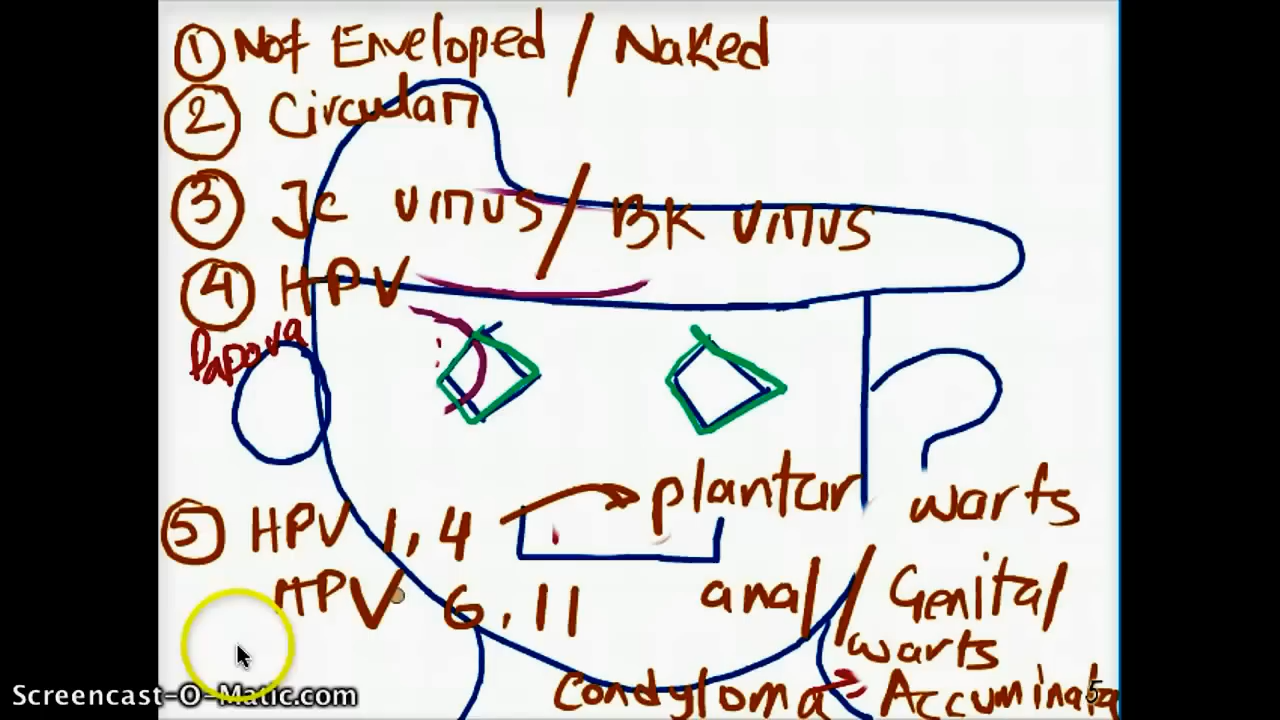 ① Not Enveloped / Naked
② Circular
③ JC virus / BK virus
④ HPV
Papova
⑤ HPV 1, 4 plantar warts
HPV 6, 11 anal / Genital
warts
Condyloma Accuminata
5
Screencast-O-Matic.com